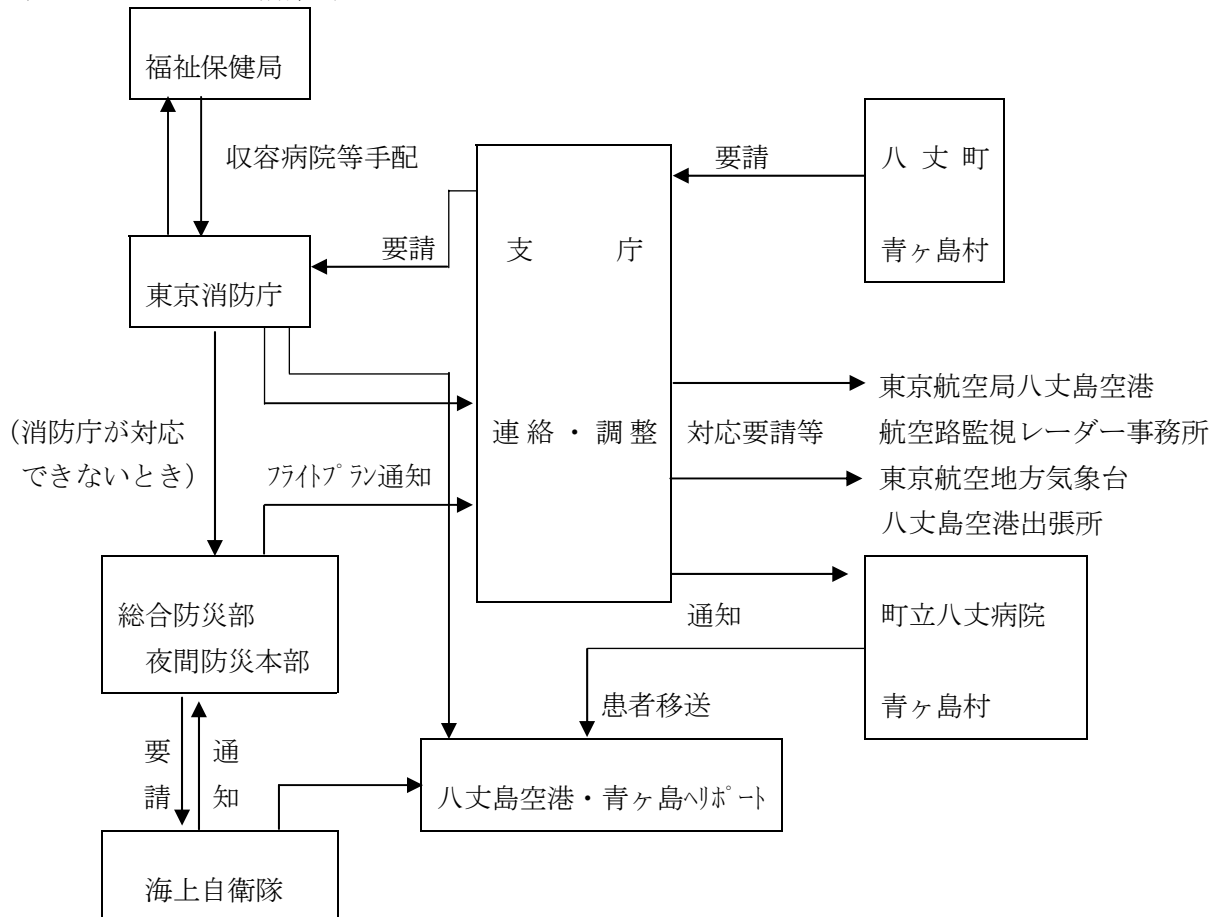 福祉保健局
収容病院等手配
要請
八 丈 町
青ヶ島村
支 庁
要請
東京消防庁
連 絡 ・ 調 整
対応要請等
東京航空局八丈島空港
航空路監視レーダー事務所
東京航空地方気象台
八丈島空港出張所
(消防庁が対応
できないとき)
ﾌﾗｲﾄﾌﾟﾗﾝ通知
総合防災部
夜間防災本部
通知
町立八丈病院
青ヶ島村
患者移送
要請
通知
八丈島空港・青ヶ島ﾍﾘﾎﾟｰﾄ
海上自衛隊